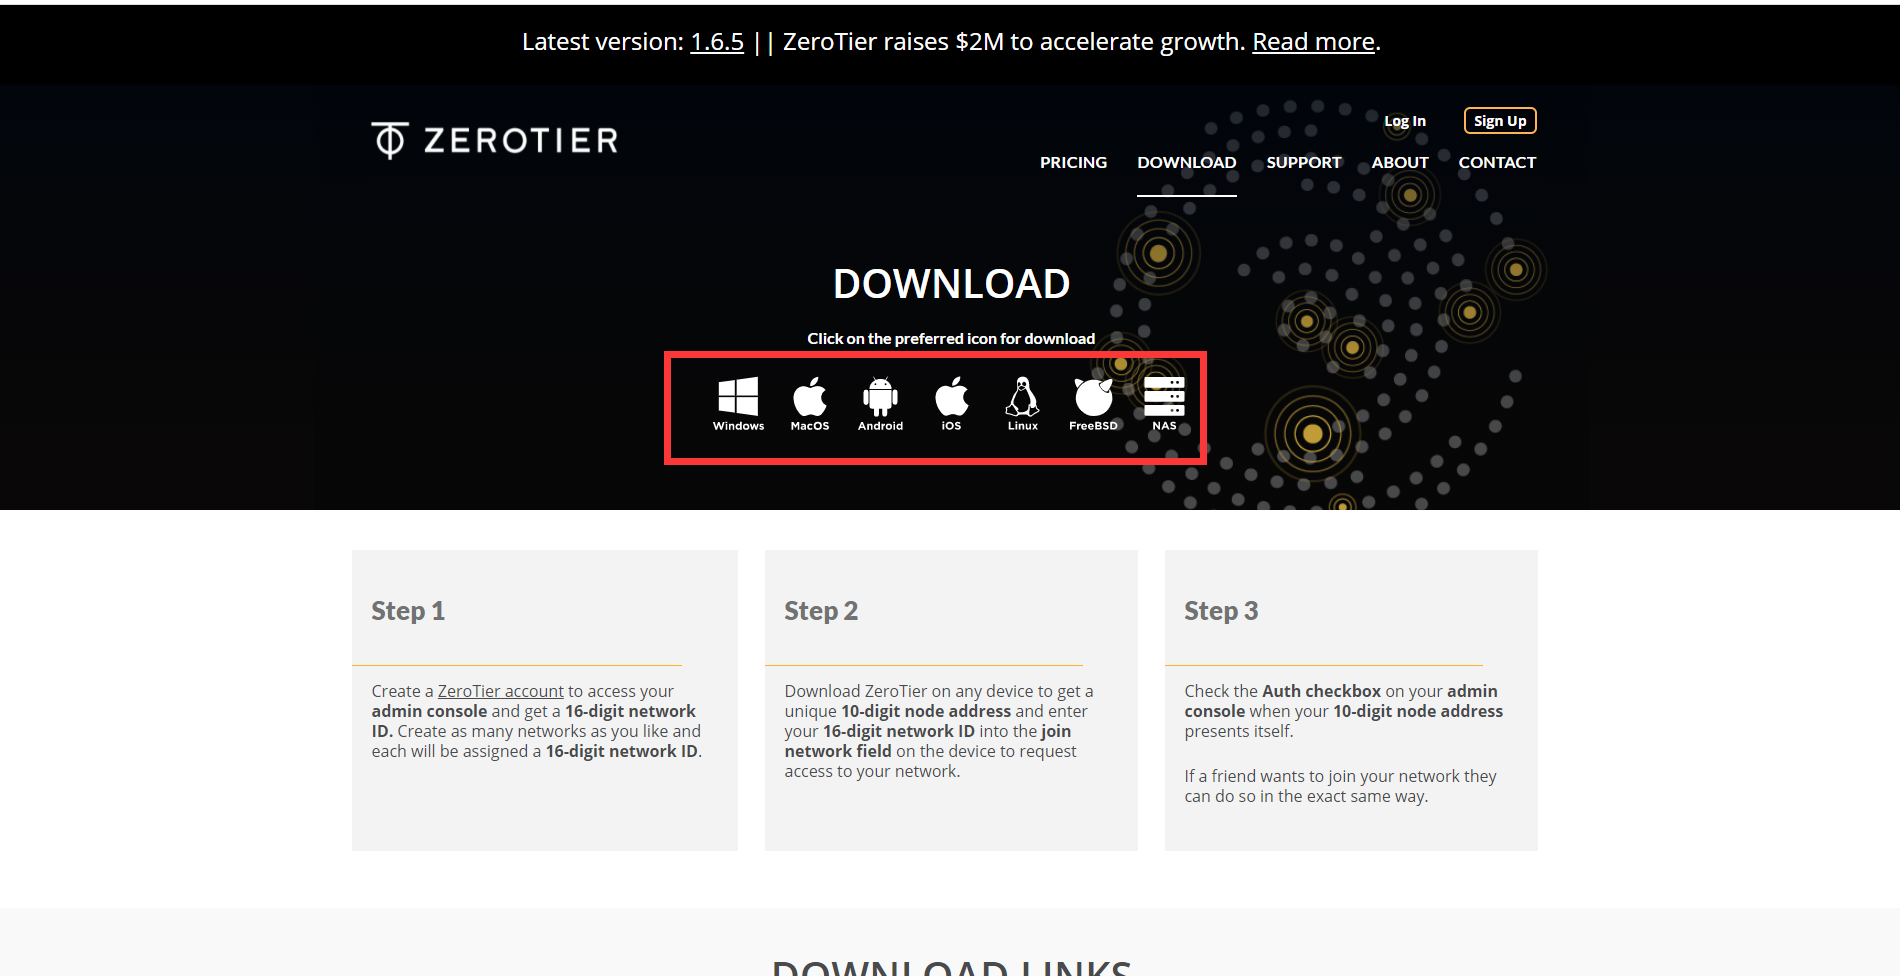 Latest version: 1.6.5 || ZeroTier raises $2M to accelerate growth. Read more.
ZEROTIER
Log In
Sign Up
PRICING
DOWNLOAD
SUPPORT
ABOUT
CONTACT
DOWNLOAD
Click on the preferred icon for download
Windows
MacOS
Android
iOS
Linux
FreeBSD
NAS
Step 1
Create a ZeroTier account to access your
admin console and get a 16-digit network
ID. Create as many networks as you like and
each will be assigned a 16-digit network ID.
Step 2
Download ZeroTier on any device to get a
unique 10-digit node address and enter
your 16-digit network ID into the join
network field on the device to request
access to your network.
Step 3
Check the Auth checkbox on your admin
console when your 10-digit node address
presents itself.
If a friend wants to join your network they
can do so in the exact same way.
DOWNLOAD LINKS